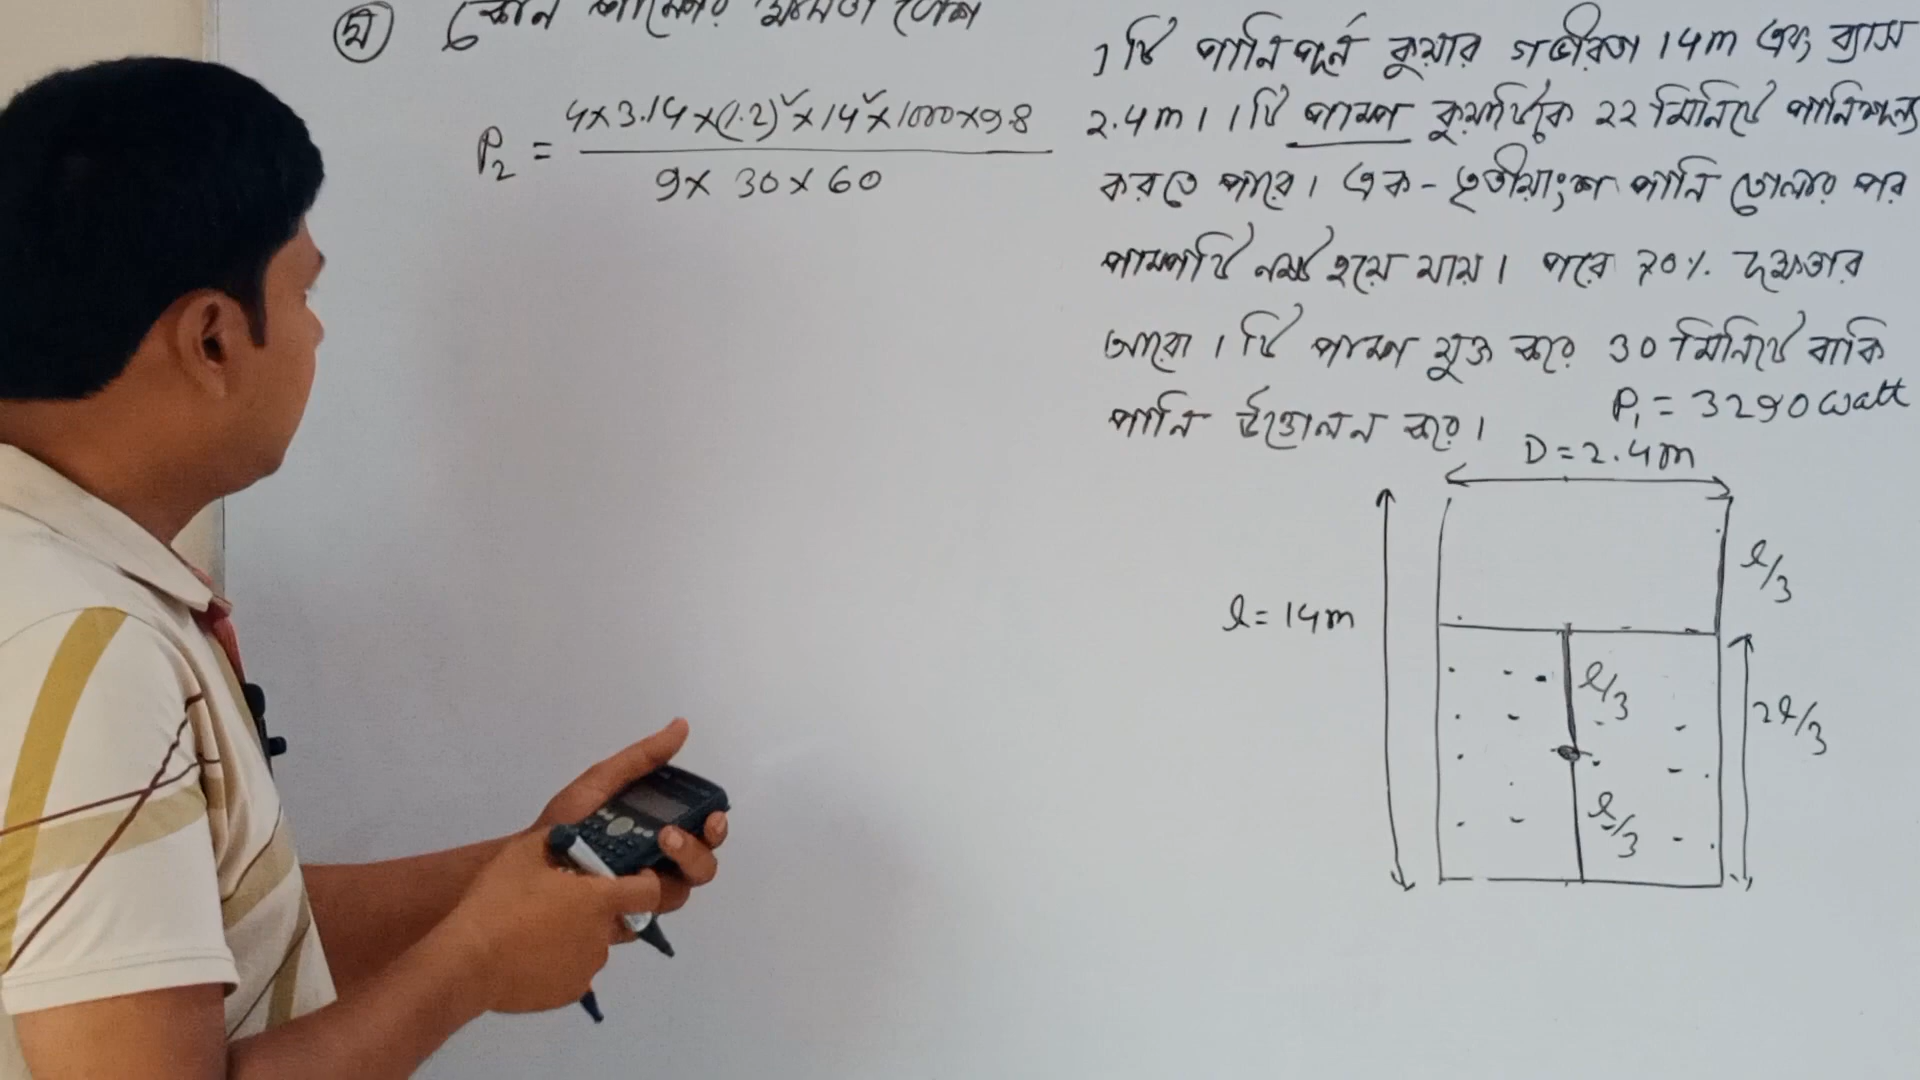 (ঘ) কোন পাম্পের ক্ষমতা বেশি
P₂ = 4×3.14×(1.2)²×14²×1000×9.8
9× 30×60
1 টি পানিপূর্ন কুয়ার গভীরতা 14m এবং ব্যাস
2.4m। 1টি পাম্প কুয়াটিকে 22 মিনিটে পানিশূন্য
করতে পারে। এক-তৃতীয়াংশ পানি তোলার পর
পাম্পটি নষ্ট হয়ে যায়। পরে 70% দক্ষতার
আরো 1টি পাম্প যুক্ত করে 30 মিনিটে বাকি
পানি উত্তোলন করে।
P₁ = 3290 watt
D=2.4m
l/3
l= 14m
l/3
2l/3
l/3